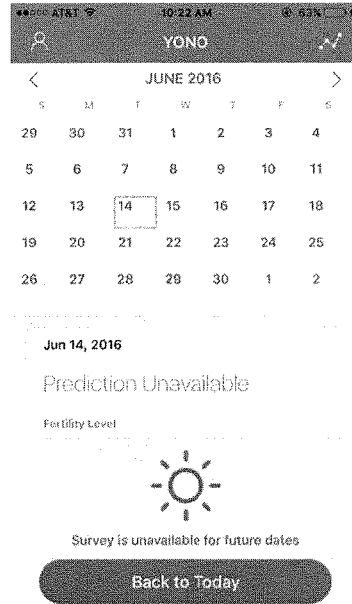 AT&T 10:22 AM 53%
YONO
JUNE 2016
S M T W T F S
29 30 31 1 2 3 4
5 6 7 8 9 10 11
12 13 14 15 16 17 18
19 20 21 22 23 24 25
26 27 28 29 30 1 2
Jun 14, 2016
Prediction Unavailable
Fertility Level
Survey is unavailable for future dates
Back to Today